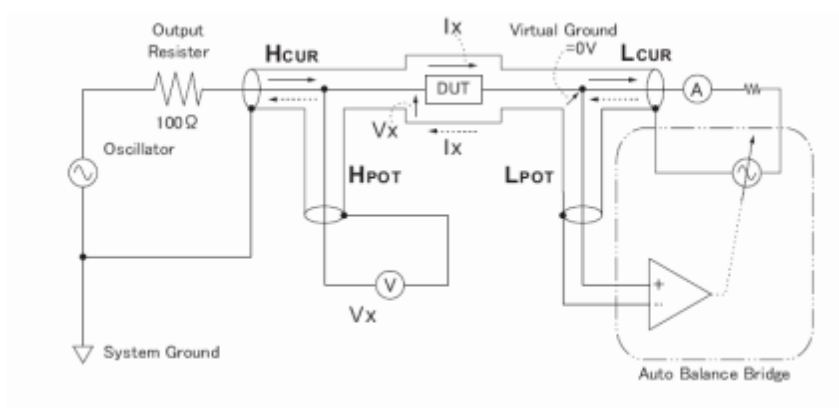 Output
Resister
100Ω
Oscillator
HCUR
Ix
Virtual Ground
=0V
LCUR
DUT
A
Vx
Ix
HPOT
LPOT
V
Vx
+
--
System Ground
Auto Balance Bridge